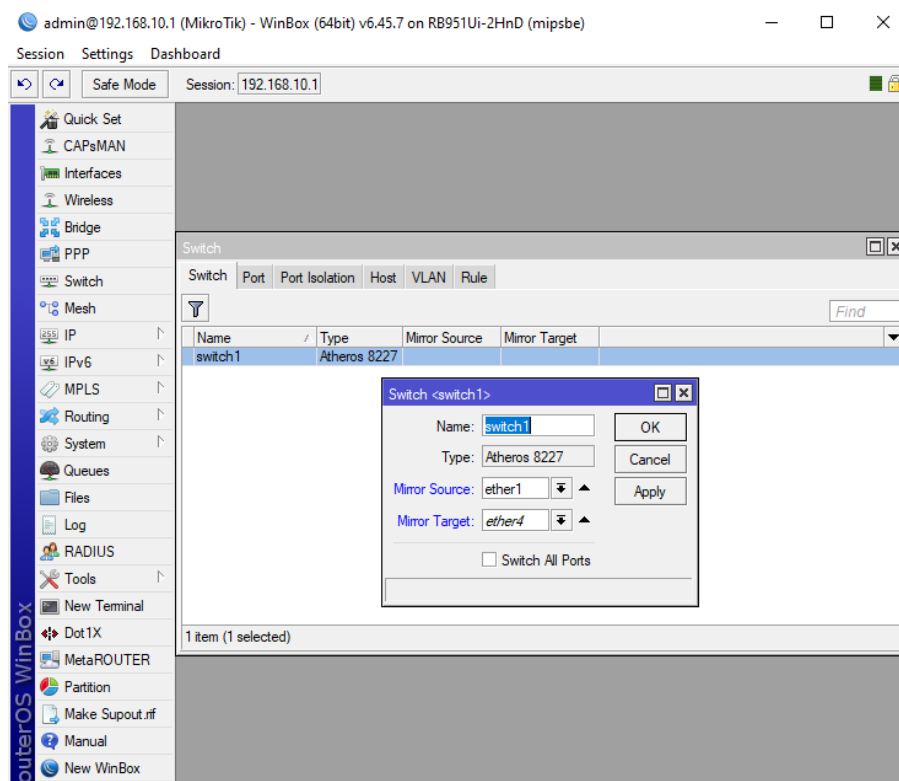 admin@192.168.10.1 (MikroTik) - WinBox (64bit) v6.45.7 on RB951Ui-2HnD (mipsbe)
Session Settings Dashboard
Safe Mode Session: 192.168.10.1
Quick Set
CAPsMAN
Interfaces
Wireless
Bridge
PPP
Switch
Mesh
255 IP
v6 IPv6
MPLS
Routing
System
Queues
Files
Log
RADIUS
Tools
New Terminal
Dot1X
MetaROUTER
Partition
Make Supout.rif
Manual
New WinBox
outerOS WinBox
Switch
Switch Port Port Isolation Host VLAN Rule
Find
Name Type Mirror Source Mirror Target
switch1 Atheros 8227
Switch <switch1>
Name: switch1 OK
Type: Atheros 8227 Cancel
Mirror Source: ether1 Apply
Mirror Target: ether4
Switch All Ports
1 item (1 selected)